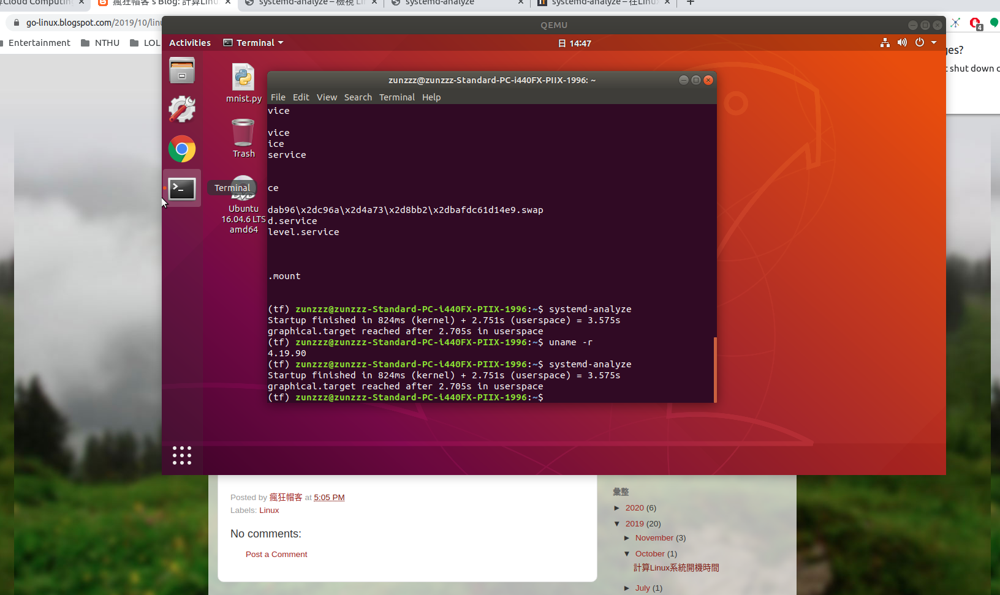 Cloud Computing
瘋狂帽客's Blog: 計算Linu
systemd-analyze – 檢視 Li
systemd-analyze
systemd-analyze – 在Linux
go-linux.blogspot.com/2019/10/linu
4
Entertainment
NTHU
LOL
QEMU
Activities
Terminal
日 14:47
ges?
t shut down c
mnist.py
Trash
Terminal
DVD
Ubuntu
16.04.6 LTS
amd64
zunzzz@zunzzz-Standard-PC-i440FX-PIIX-1996: ~
File Edit View Search Terminal Help
vice
vice
ice
service
ce
dab96\x2dc96a\x2d4a73\x2d8bb2\x2dbafdc61d14e9.swap
d.service
level.service
.mount
(tf) zunzzz@zunzzz-Standard-PC-i440FX-PIIX-1996:~$ systemd-analyze
Startup finished in 824ms (kernel) + 2.751s (userspace) = 3.575s
graphical.target reached after 2.705s in userspace
(tf) zunzzz@zunzzz-Standard-PC-i440FX-PIIX-1996:~$ uname -r
4.19.90
(tf) zunzzz@zunzzz-Standard-PC-i440FX-PIIX-1996:~$ systemd-analyze
Startup finished in 824ms (kernel) + 2.751s (userspace) = 3.575s
graphical.target reached after 2.705s in userspace
(tf) zunzzz@zunzzz-Standard-PC-i440FX-PIIX-1996:~$
Posted by 瘋狂帽客 at 5:05 PM
Labels: Linux
No comments:
Post a Comment
彙整
► 2020 (6)
▼ 2019 (20)
► November (3)
▼ October (1)
計算Linux系統開機時間
► July (1)